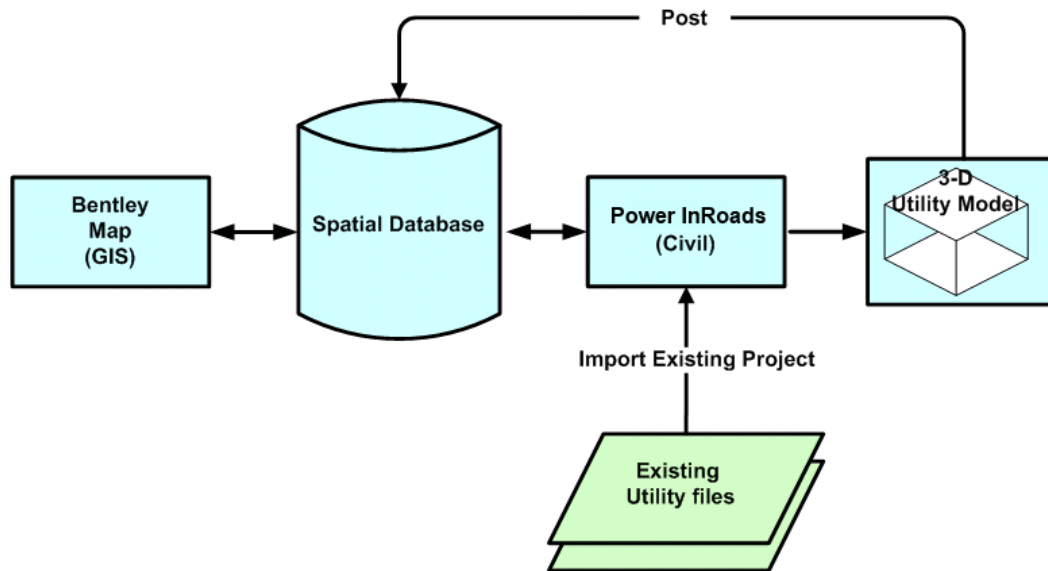 Post
Bentley
Map
(GIS)
Spatial Database
Power InRoads
(Civil)
3-D
Utility Model
Import Existing Project
Existing
Utility files